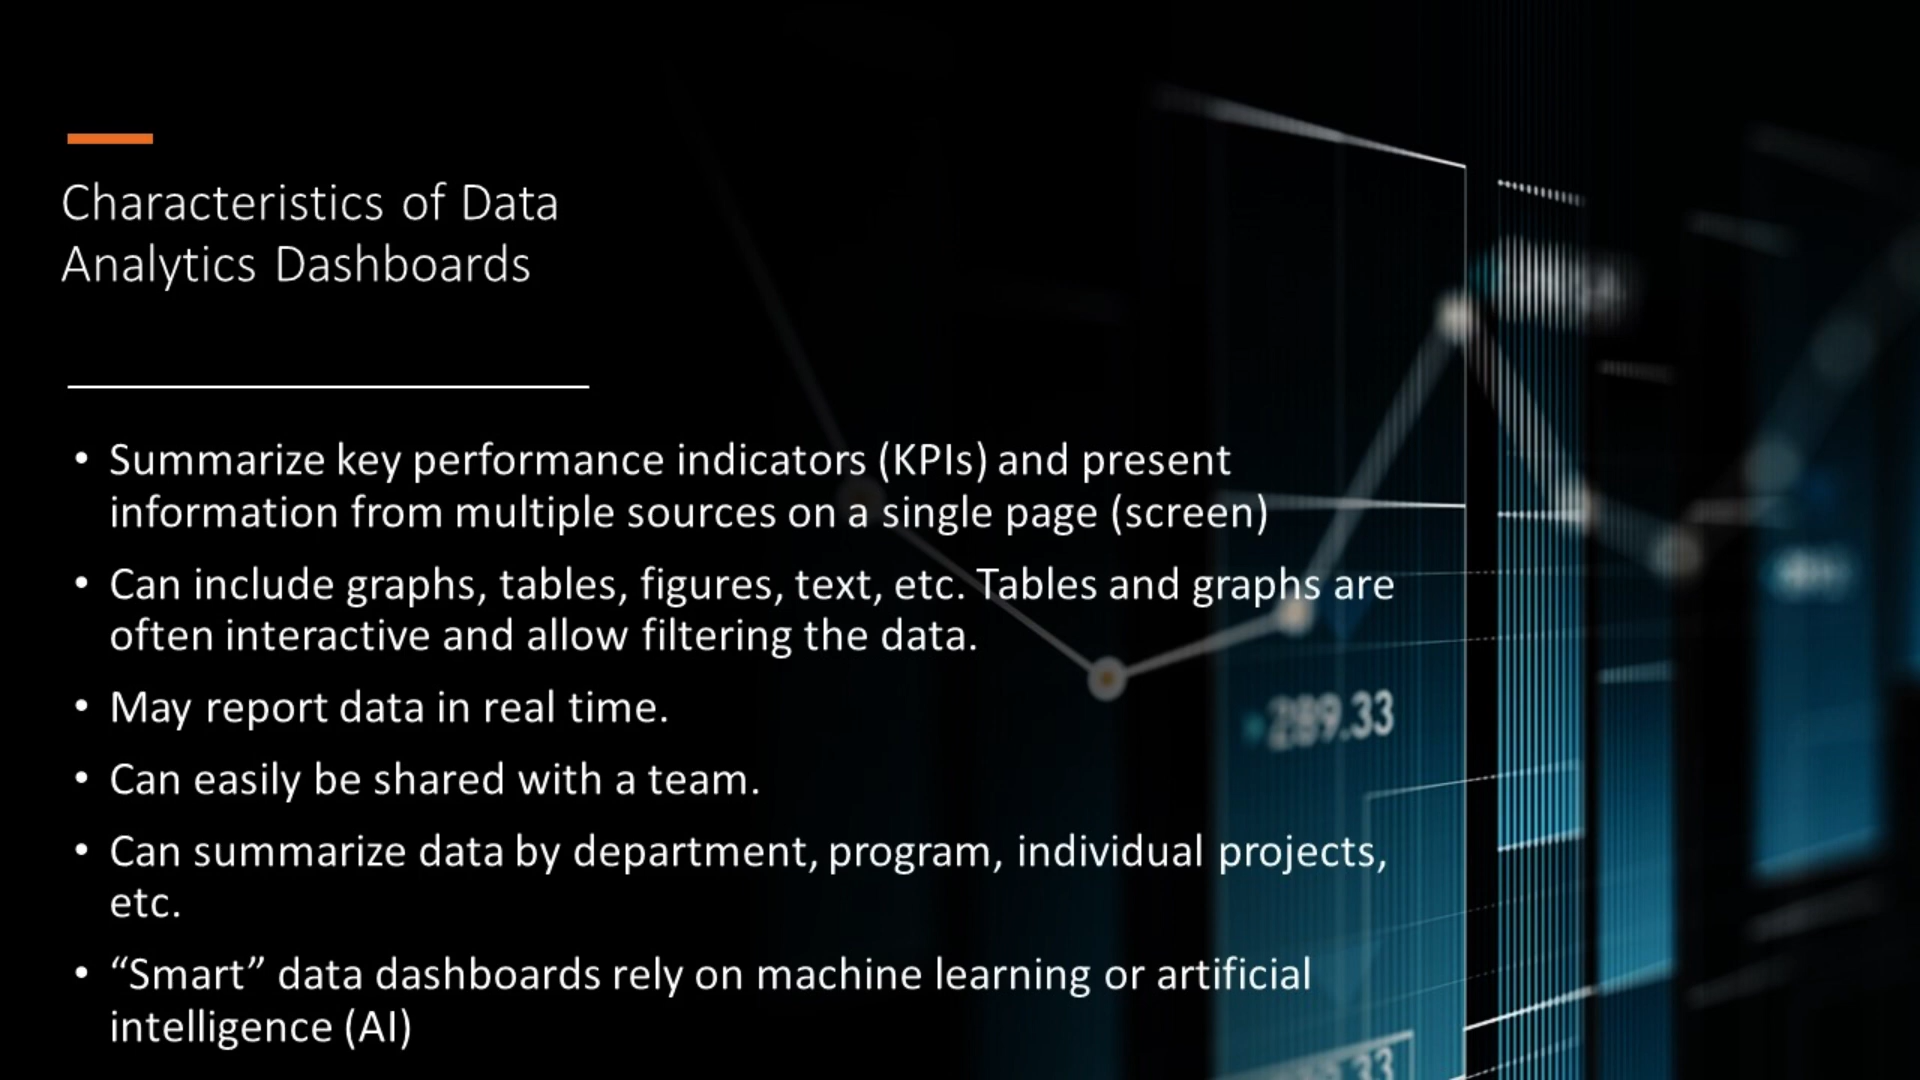 Characteristics of Data
Analytics Dashboards
• Summarize key performance indicators (KPIs) and present
information from multiple sources on a single page (screen)
• Can include graphs, tables, figures, text, etc. Tables and graphs are
often interactive and allow filtering the data.
• May report data in real time.
• Can easily be shared with a team.
• Can summarize data by department, program, individual projects,
etc.
• “Smart” data dashboards rely on machine learning or artificial
intelligence (AI)
289.33